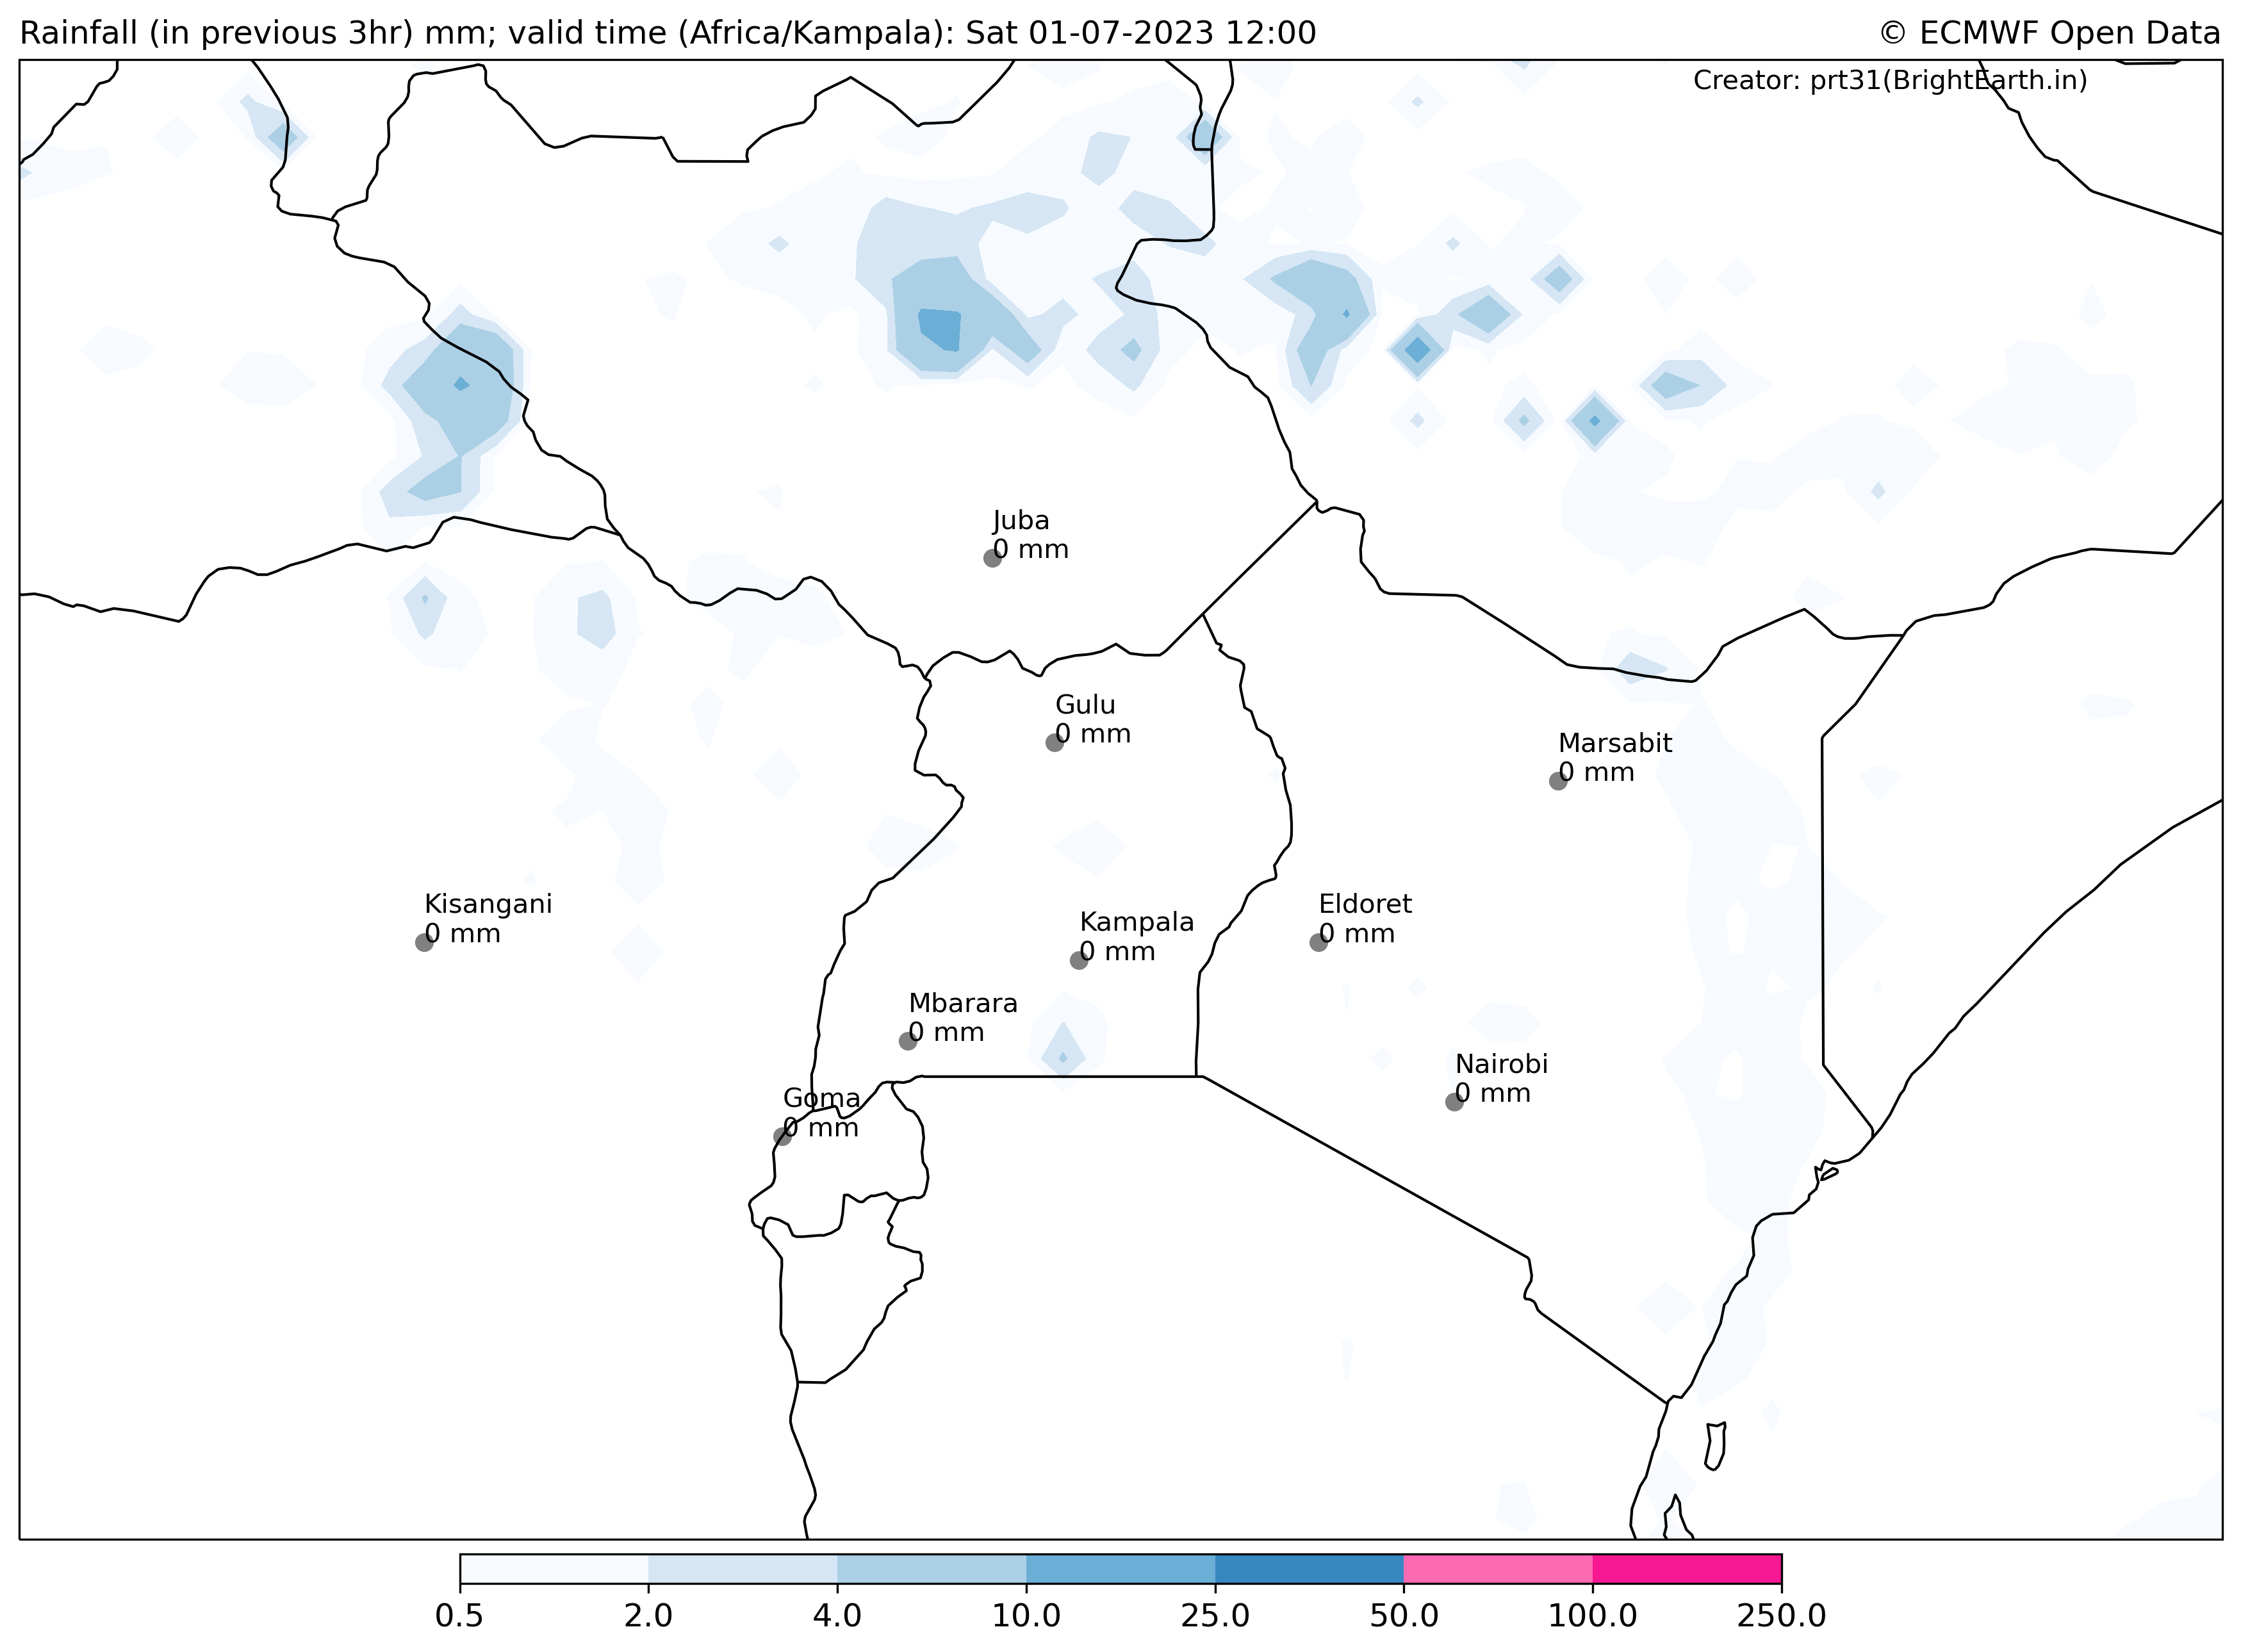 Rainfall (in previous 3hr) mm; valid time (Africa/Kampala): Sat 01-07-2023 12:00
© ECMWF Open Data
Creator: prt31(BrightEarth.in)
Juba
0 mm
Gulu
0 mm
Marsabit
0 mm
Kisangani
0 mm
Kampala
0 mm
Eldoret
0 mm
Mbarara
0 mm
Nairobi
0 mm
Goma
0 mm
0.5 2.0 4.0 10.0 25.0 50.0 100.0 250.0